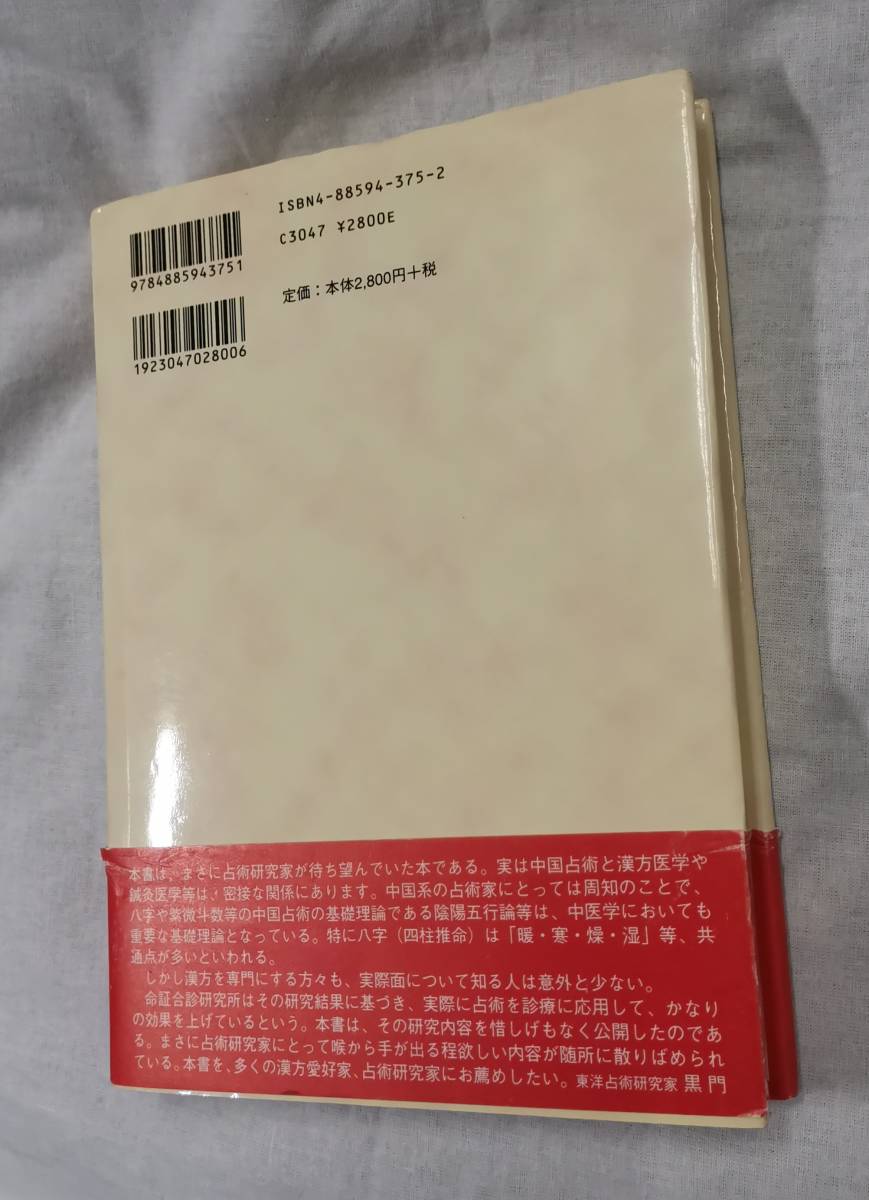 ISBN4-88594-375-2
C3047 ¥2800E
定価：本体2,800円＋税
9784885943751
1923047028006
本書は、まさに占術研究家が待ち望んでいた本である。実は中国占術と漢方医学や
鍼灸医学等は、密接な関係にあります。中国系の占術家にとっては周知のことで、
八字や紫微斗数等の中国占術の基礎理論である陰陽五行論等は、中医学においても
重要な基礎理論となっている。特に八字（四柱推命）は「暖・寒・燥・湿」等、共
通点が多いといわれる。
しかし漢方を専門にする方々も、実際面について知る人は意外と少ない。
命証合診研究所はその研究結果に基づき、実際に占術を診療に応用して、かなり
の効果を上げているという。本書は、その研究内容を惜しげもなく公開したのであ
る。まさに占術研究家にとって喉から手が出る程欲しい内容が随所に散りばめられ
ている。本書を、多くの漢方愛好家、占術研究家にお薦めしたい。東洋占術研究家 黒門